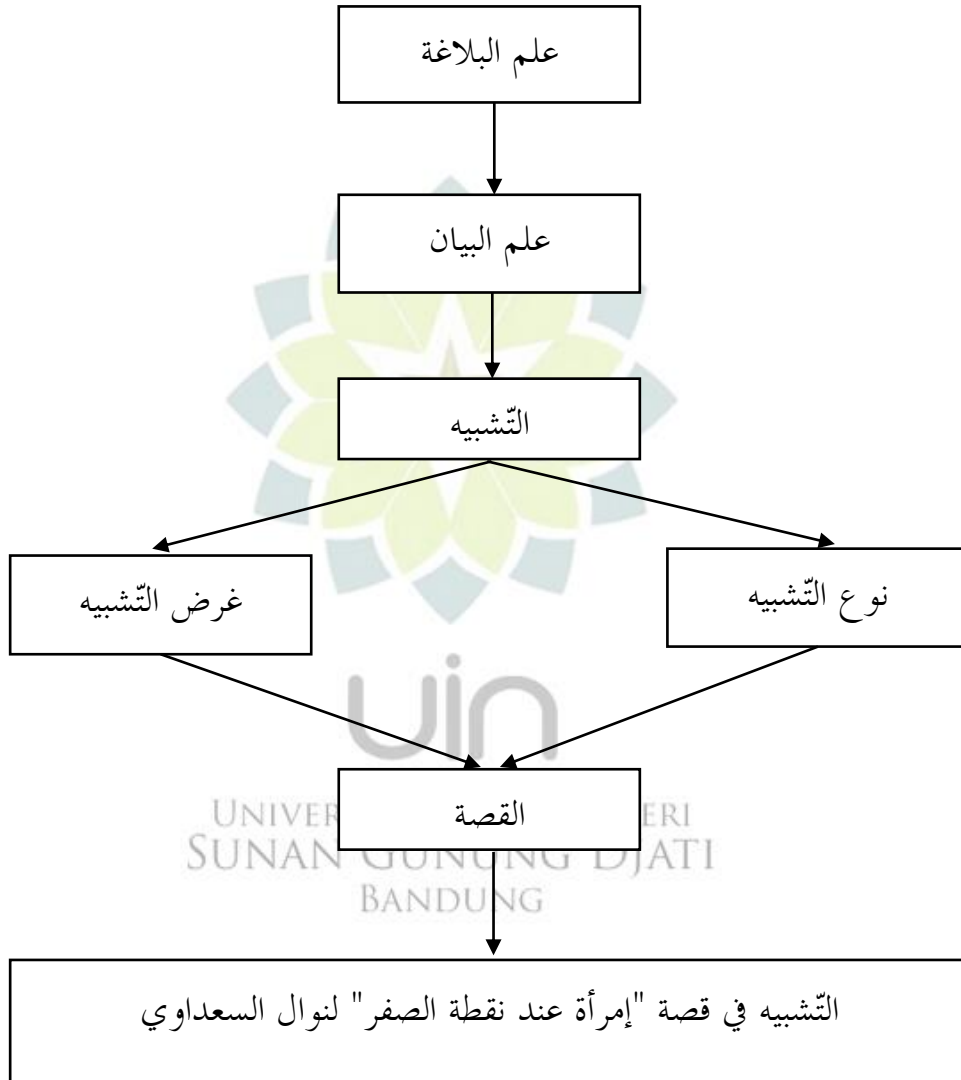 علم البلاغة
علم البيان
التّشبيه
نوع التّشبيه
غرض التّشبيه
uin
القصة
UNIVER ERI
SUNAN GUNUNG DJATI
BANDUNG
التّشبيه في قصة "إمرأة عند نقطة الصفر" لنوال السعداوي